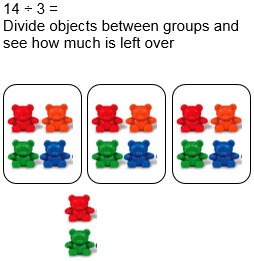 14 ÷ 3 =
Divide objects between groups and
see how much is left over